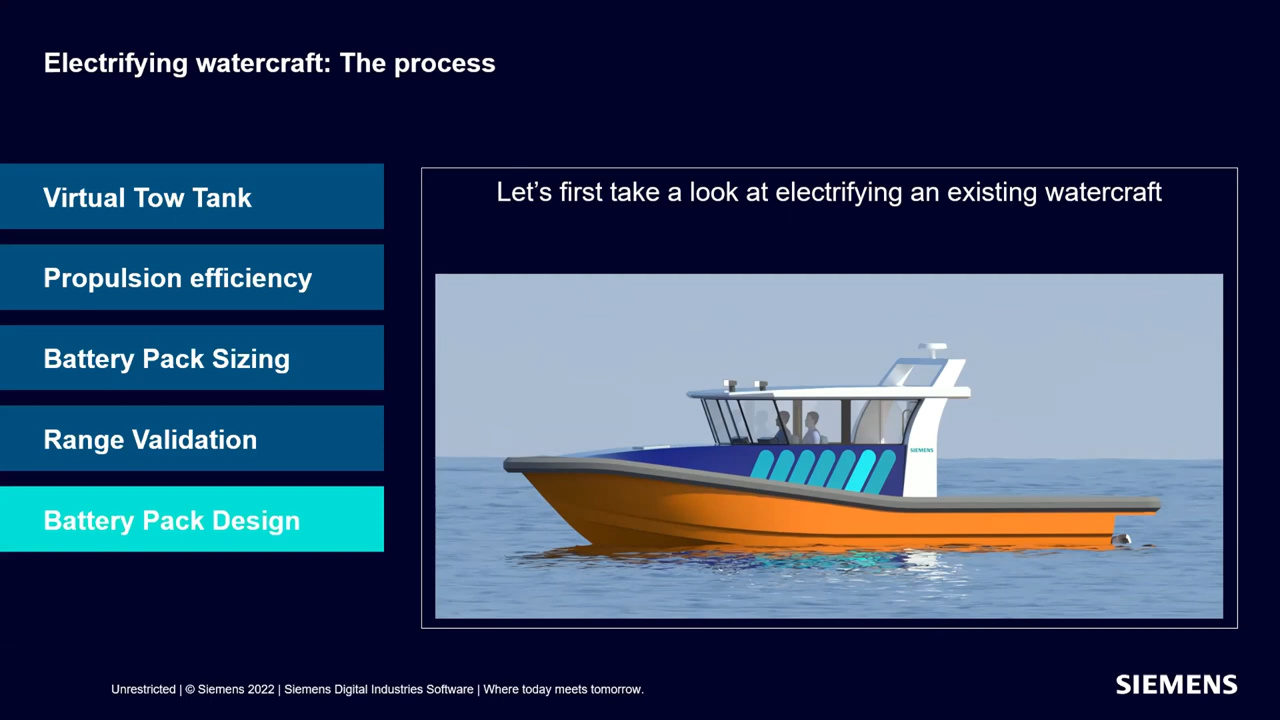 Electrifying watercraft: The process
Virtual Tow Tank
Propulsion efficiency
Battery Pack Sizing
Range Validation
Battery Pack Design
Let’s first take a look at electrifying an existing watercraft
SIEMENS
Unrestricted | © Siemens 2022 | Siemens Digital Industries Software | Where today meets tomorrow.
SIEMENS